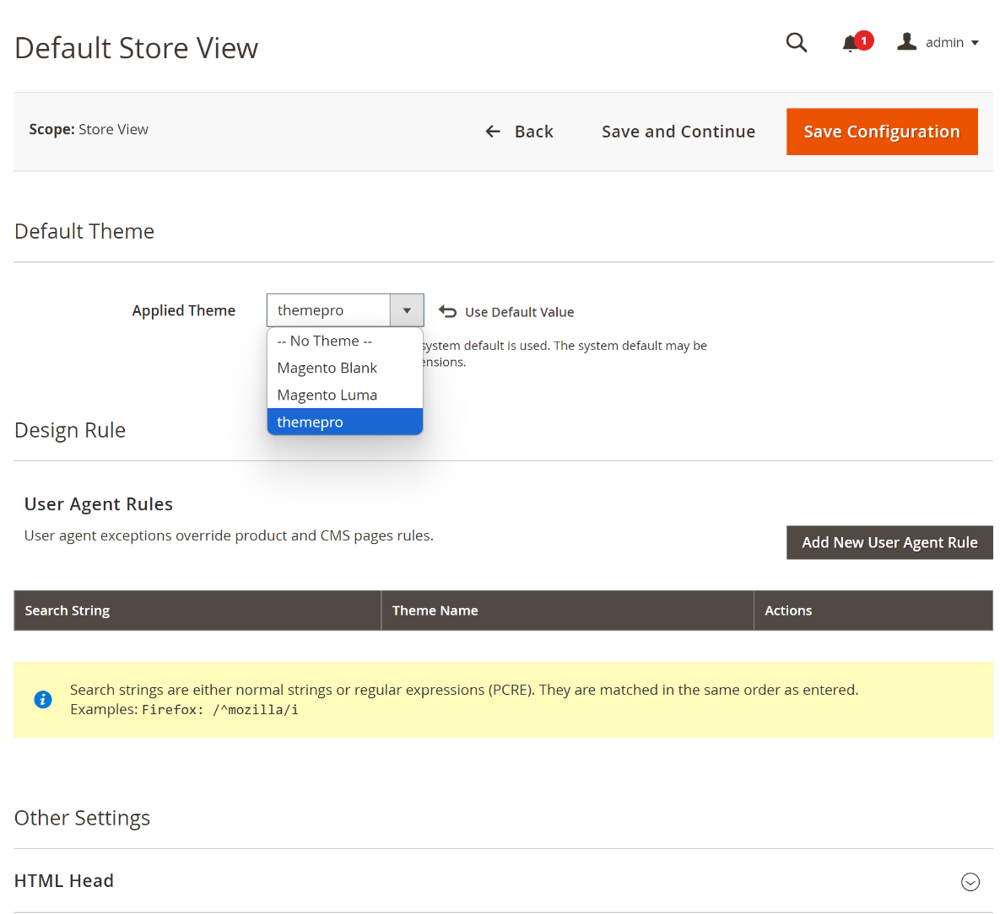 Default Store View
1
admin
Scope: Store View
Back
Save and Continue
Save Configuration
Default Theme
Applied Theme
themepro
Use Default Value
-- No Theme --
system default is used. The system default may be
Magento Blank
Magento Luma
themepro
Design Rule
User Agent Rules
User agent exceptions override product and CMS pages rules.
Add New User Agent Rule
Search String
Theme Name
Actions
Search strings are either normal strings or regular expressions (PCRE). They are matched in the same order as entered.
Examples: Firefox: /^mozilla/i
Other Settings
HTML Head